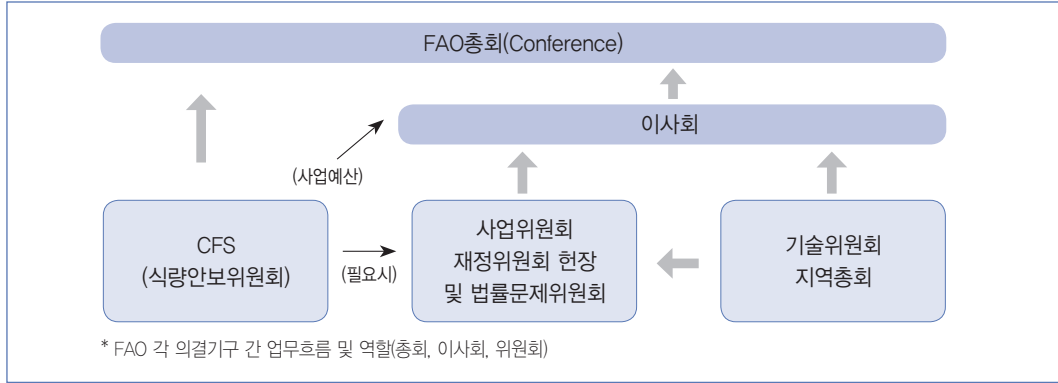 FAO총회(Conference)
이사회
(사업예산)
CFS
(식량안보위원회)
(필요시)
사업위원회
재정위원회 헌장
및 법률문제위원회
기술위원회
지역총회
* FAO 각 의결기구 간 업무흐름 및 역할(총회, 이사회, 위원회)